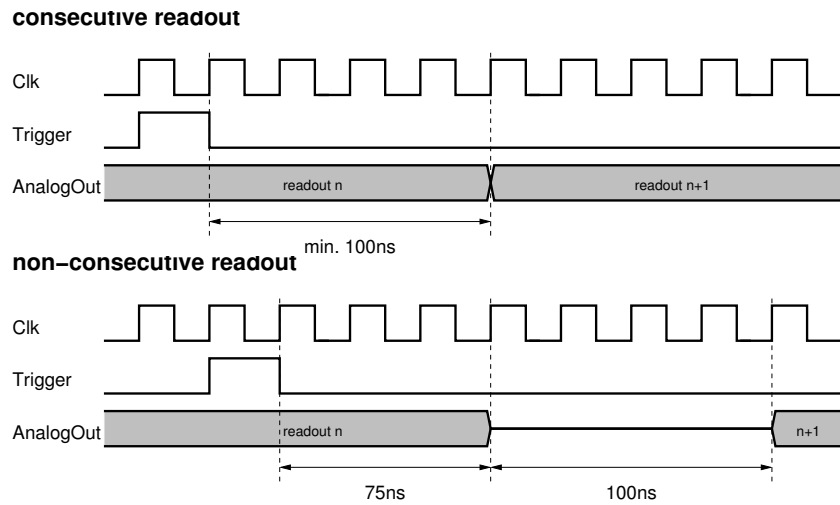 consecutive readout
Clk
Trigger
AnalogOut
readout n
readout n+1
min. 100ns
non−consecutive readout
Clk
Trigger
AnalogOut
readout n
n+1
75ns
100ns